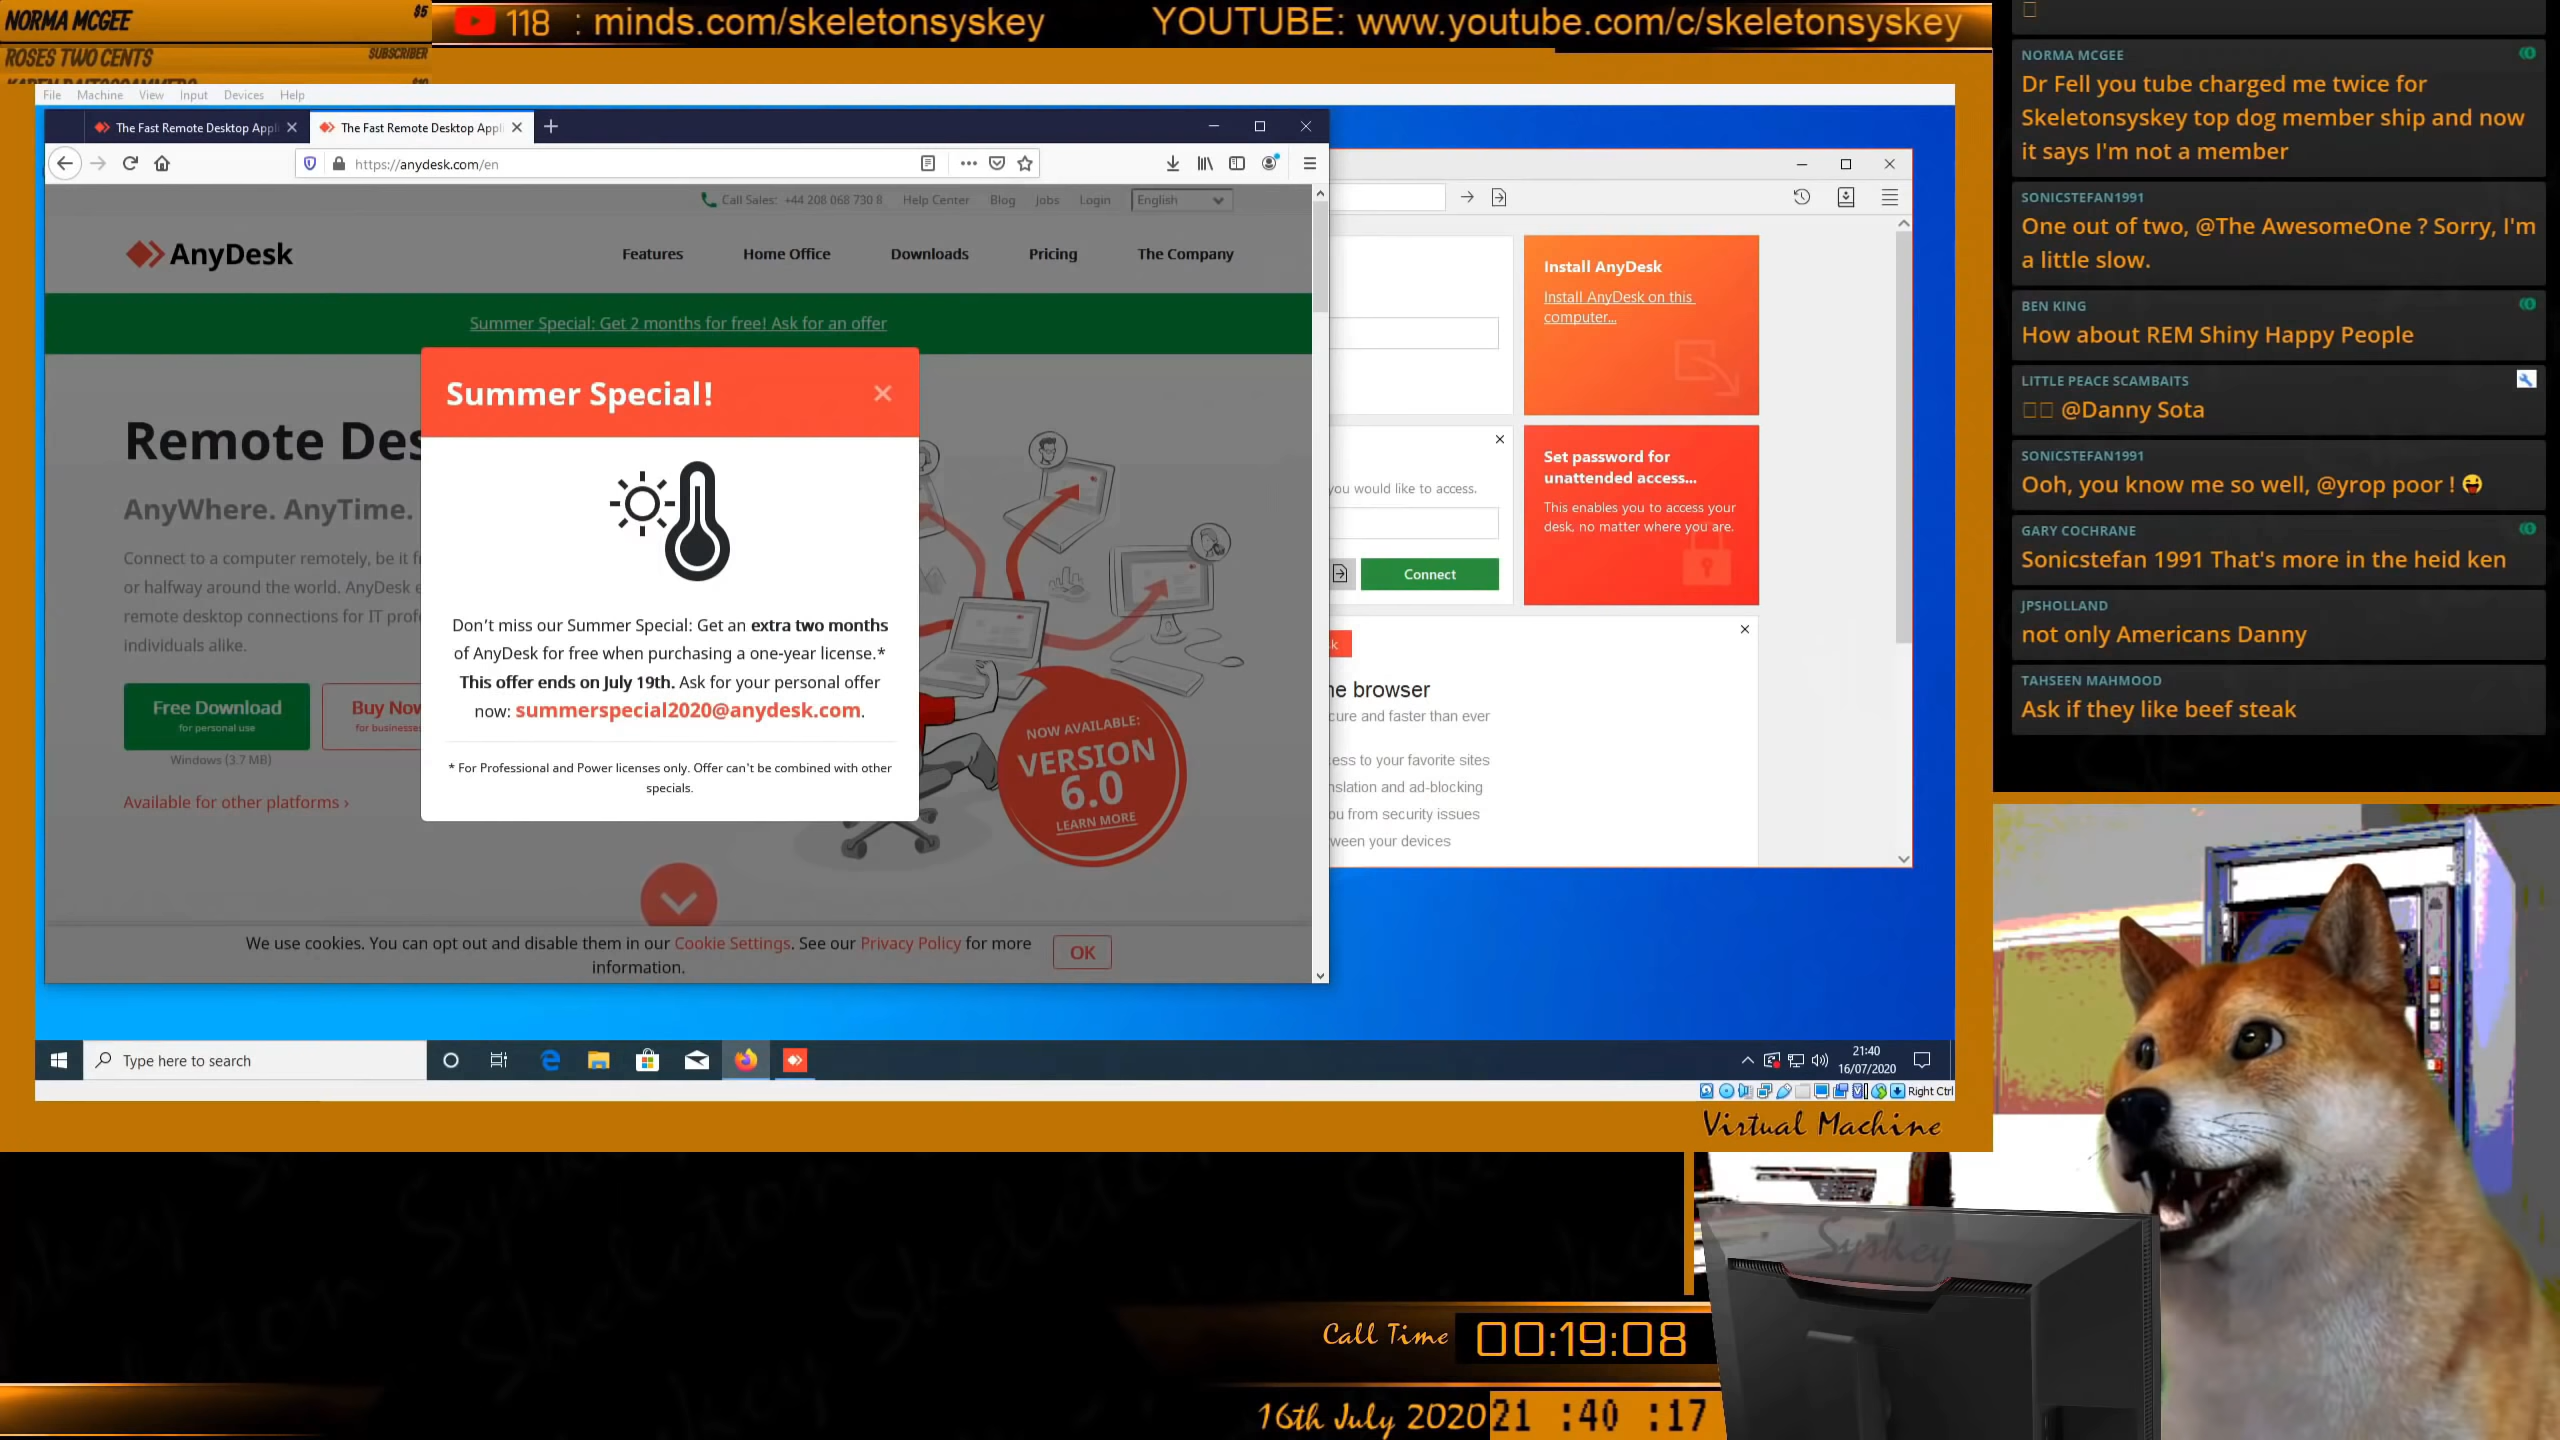 NORMA MCGEE $5
ROSES TWO CENTS SUBSCRIBER
118 : minds.com/skeletonsyskey YOUTUBE: www.youtube.com/c/skeletonsyskey
File Machine View Input Devices Help
The Fast Remote Desktop Appl
The Fast Remote Desktop Appl
https://anydesk.com/en
Call Sales: +44 208 068 730 8 Help Center Blog Jobs Login English
AnyDesk
Features Home Office Downloads Pricing The Company
Summer Special: Get 2 months for free! Ask for an offer
Remote Des
AnyWhere. AnyTime.
Connect to a computer remotely, be it f
or halfway around the world. AnyDesk e
remote desktop connections for IT prof
individuals alike.
Free Download
for personal use
Buy Now
for businesses
Windows (3.7 MB)
Available for other platforms ›
NOW AVAILABLE:
VERSION
6.0
LEARN MORE
Summer Special!
Don't miss our Summer Special: Get an extra two months
of AnyDesk for free when purchasing a one-year license.*
This offer ends on July 19th. Ask for your personal offer
now: summerspecial2020@anydesk.com.
* For Professional and Power licenses only. Offer can't be combined with other
specials.
We use cookies. You can opt out and disable them in our Cookie Settings. See our Privacy Policy for more
information.
OK
Install AnyDesk
Install AnyDesk on this
computer...
Set password for
unattended access...
This enables you to access your
desk, no matter where you are.
you would like to access.
Connect
k
ne browser
cure and faster than ever
ess to your favorite sites
nslation and ad-blocking
ou from security issues
ween your devices
Type here to search
21:40
16/07/2020
Right Ctrl
Virtual Machine
NORMA MCGEE
Dr Fell you tube charged me twice for
Skeletonsyskey top dog member ship and now
it says I'm not a member
SONICSTEFAN1991
One out of two, @The AwesomeOne ? Sorry, I'm
a little slow.
BEN KING
How about REM Shiny Happy People
LITTLE PEACE SCAMBAITS
@Danny Sota
SONICSTEFAN1991
Ooh, you know me so well, @yrop poor ! 😜
GARY COCHRANE
Sonicstefan 1991 That's more in the heid ken
JPSHOLLAND
not only Americans Danny
TAHSEEN MAHMOOD
Ask if they like beef steak
Syskey
Call Time 00:19:08
16th July 2020 21 :40 :17